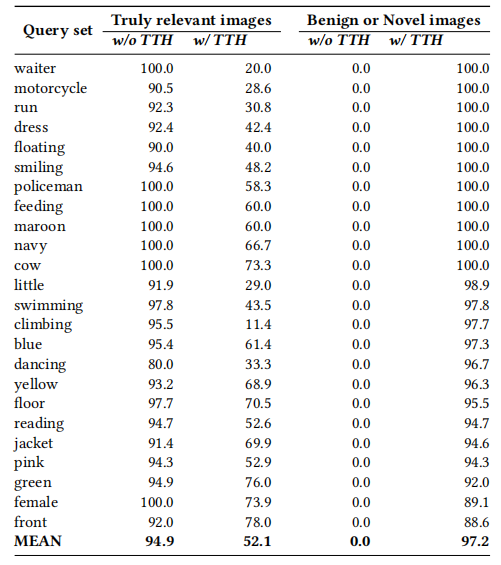 Query set Truly relevant images Benign or Novel images
w/o TTH w/ TTH w/o TTH w/ TTH
waiter 100.0 20.0 0.0 100.0
motorcycle 90.5 28.6 0.0 100.0
run 92.3 30.8 0.0 100.0
dress 92.4 42.4 0.0 100.0
floating 90.0 40.0 0.0 100.0
smiling 94.6 48.2 0.0 100.0
policeman 100.0 58.3 0.0 100.0
feeding 100.0 60.0 0.0 100.0
maroon 100.0 60.0 0.0 100.0
navy 100.0 66.7 0.0 100.0
cow 100.0 73.3 0.0 100.0
little 91.9 29.0 0.0 98.9
swimming 97.8 43.5 0.0 97.8
climbing 95.5 11.4 0.0 97.7
blue 95.4 61.4 0.0 97.3
dancing 80.0 33.3 0.0 96.7
yellow 93.2 68.9 0.0 96.3
floor 97.7 70.5 0.0 95.5
reading 94.7 52.6 0.0 94.7
jacket 91.4 69.9 0.0 94.6
pink 94.3 52.9 0.0 94.3
green 94.9 76.0 0.0 92.0
female 100.0 73.9 0.0 89.1
front 92.0 78.0 0.0 88.6
MEAN 94.9 52.1 0.0 97.2